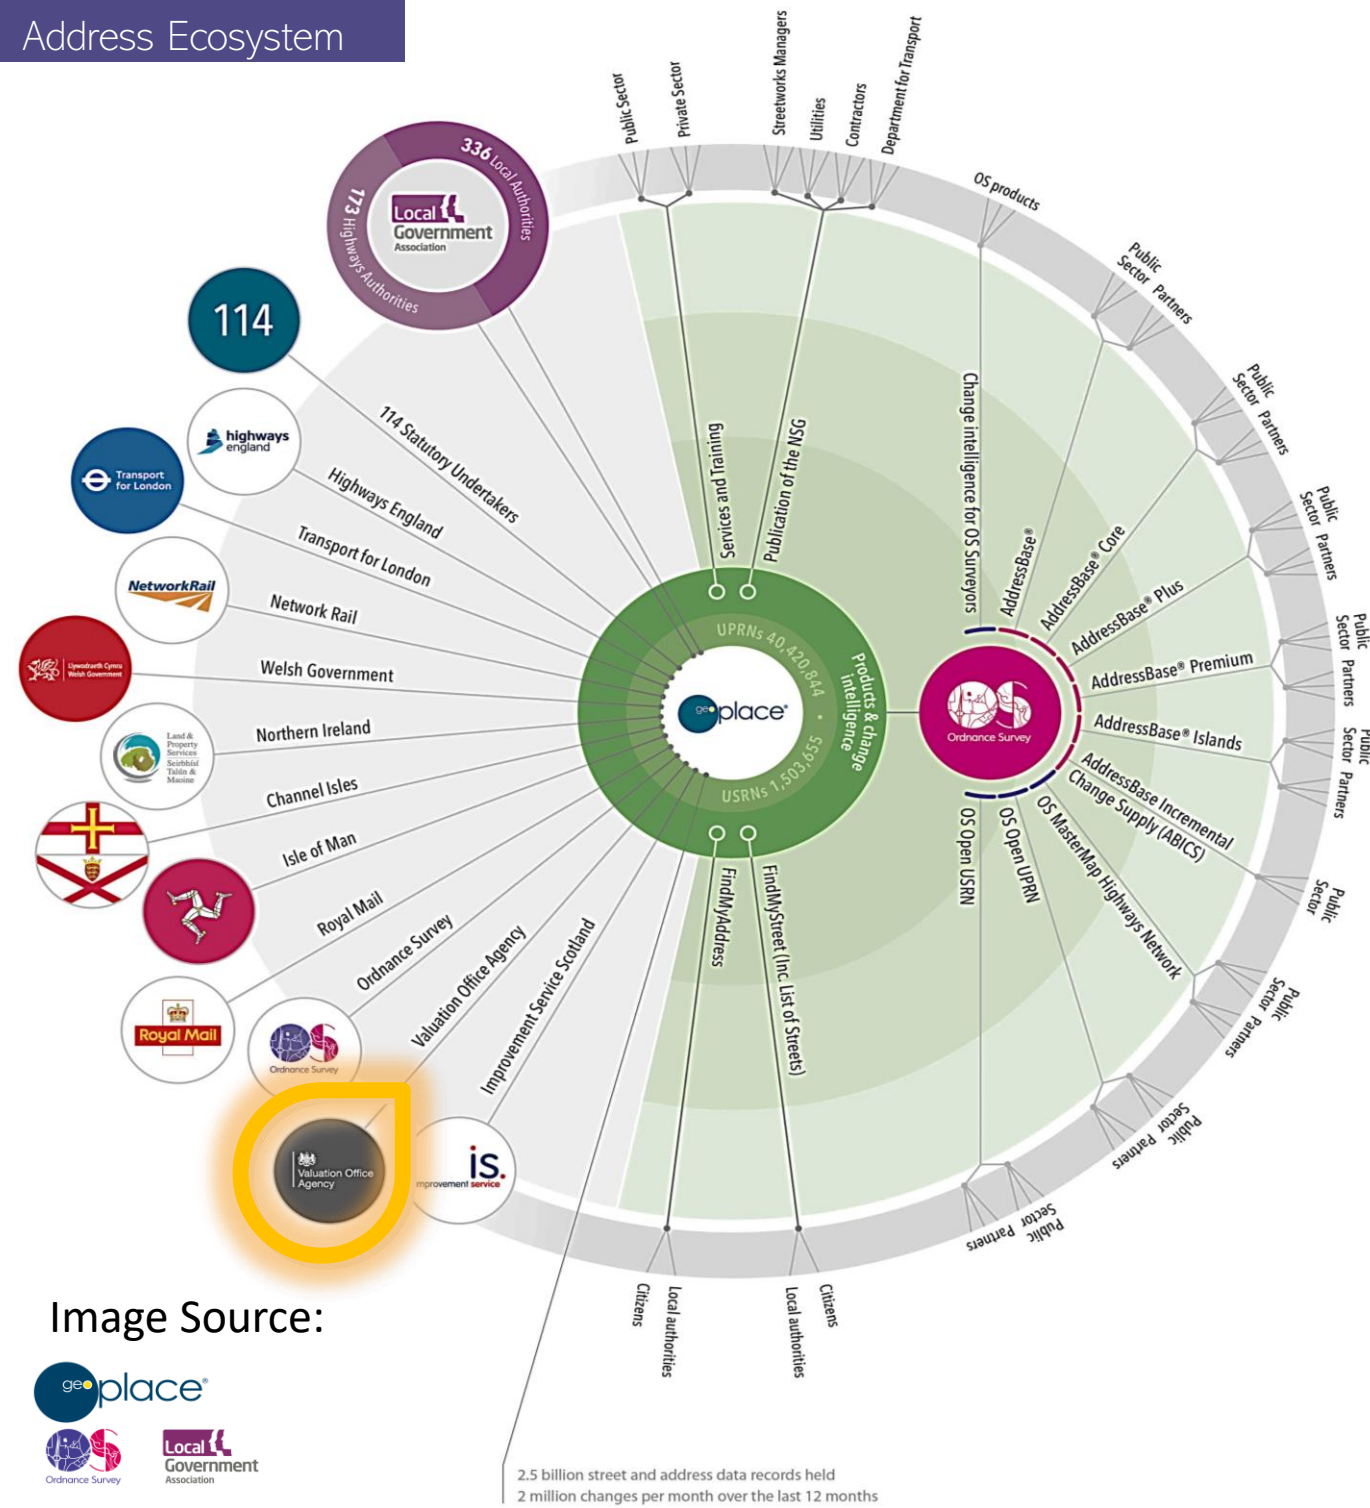 Address Ecosystem
Public Sector
Private Sector
Streetworks Managers
Utilities
Contractors
Department for Transport
OS products
Public
Sector Partners
Public
Sector Partners
Public
Sector Partners
Public
Sector Partners
Public
Sector Partners
Public
Sector
Public
Sector Partners
Public
Sector Partners
Public
Sector Partners
336 Local Authorities
173 Highways Authorities
Local
Government
Association
114
highways
england
Transport
for London
NetworkRail
Llywodraeth Cymru
Welsh Government
Land &
Property
Services
Seirbhísí
Talún &
Maoine
Royal Mail
Ordnance Survey
Valuation Office
Agency
is.
mprovement service
114 Statutory Undertakers
Highways England
Transport for London
Network Rail
Welsh Government
Northern Ireland
Channel Isles
Isle of Man
Royal Mail
Ordnance Survey
Valuation Office Agency
Improvement Service Scotland
Services and Training
Publication of the NSG
UPRNs 40,420,844 •
USRNs 1,503,655
geoplace®
Products & change
intelligence
FindMyAddress
FindMyStreet (Inc. List of Streets)
OS
Ordnance Survey
Change intelligence for OS Surveyors
AddressBase®
AddressBase® Core
AddressBase® Plus
AddressBase® Premium
AddressBase® Islands
AddressBase Incremental
Change Supply (ABICS)
OS MasterMap Highways Network
OS Open UPRN
OS Open USRN
Citizens
Local authorities
Local authorities
Citizens
Image Source:
geoplace®
Ordnance Survey
Local
Government
Association
2.5 billion street and address data records held
2 million changes per month over the last 12 months